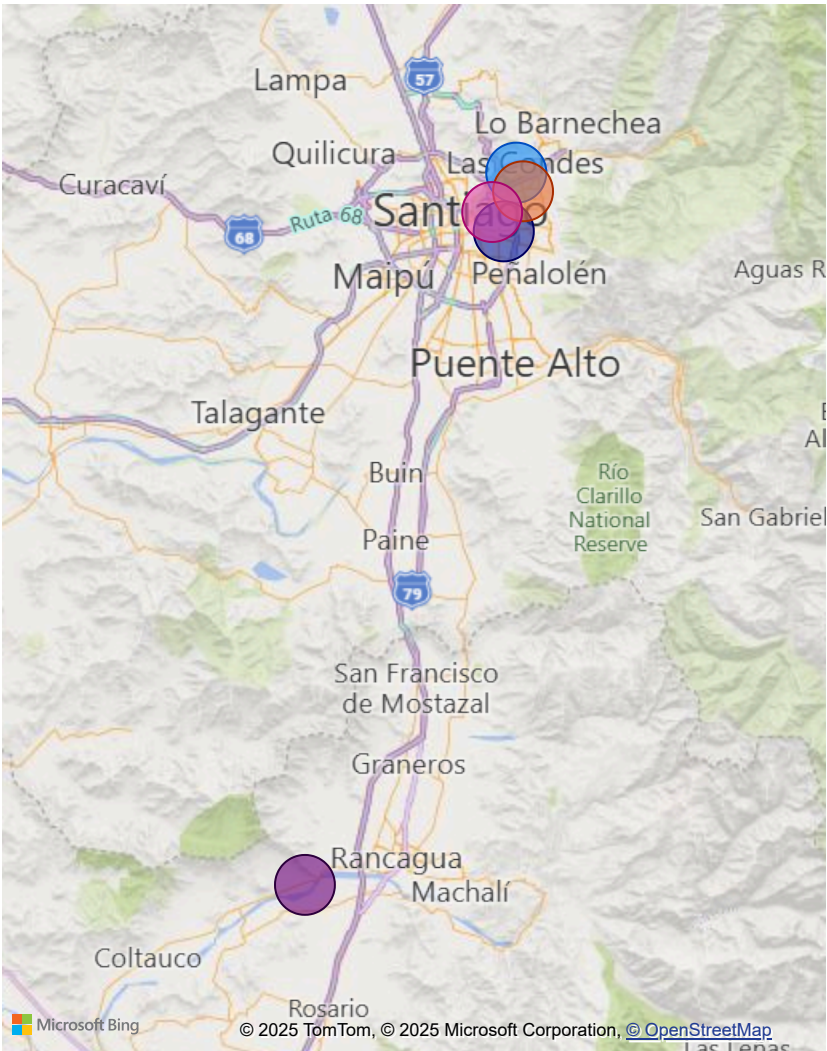 57
Lampa
Lo Barnechea
Quilicura
Las Condes
Curacaví
Santiago
Ruta 68
68
Maipú
Peñalolén
Aguas R
Puente Alto
Talagante
E
Al
Buin
Río
Clarillo
National
Reserve
San Gabriel
Paine
79
San Francisco
de Mostazal
Graneros
Rancagua
Machalí
Coltauco
Rosario
Microsoft Bing
© 2025 TomTom, © 2025 Microsoft Corporation, © OpenStreetMap